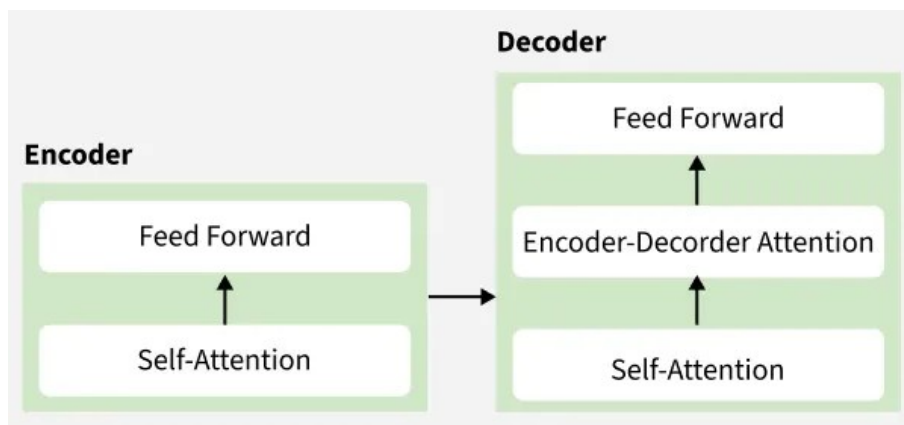 Encoder
Feed Forward
Self-Attention
Decoder
Feed Forward
Encoder-Decorder Attention
Self-Attention